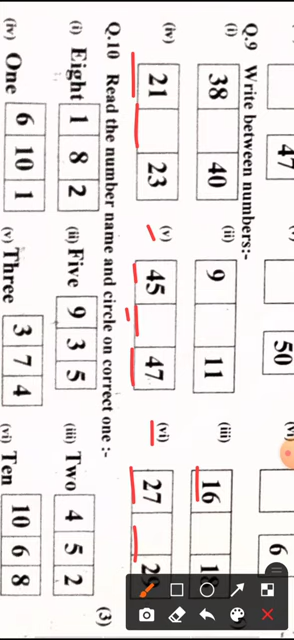 47 50 6
Q.9 Write between numbers:-
(i) 38 40 (ii) 9 11 (iii) 16
(iv) 21 23 (v) 45 47 (vi) 27 29
Q.10 Read the number name and circle on correct one :- (3)
(i) Eight 1 8 2 (ii) Five 9 3 5 (iii) Two 4 5 2
(iv) One 6 10 1 (v) Three 3 7 4 (vi) Ten 10 6 8